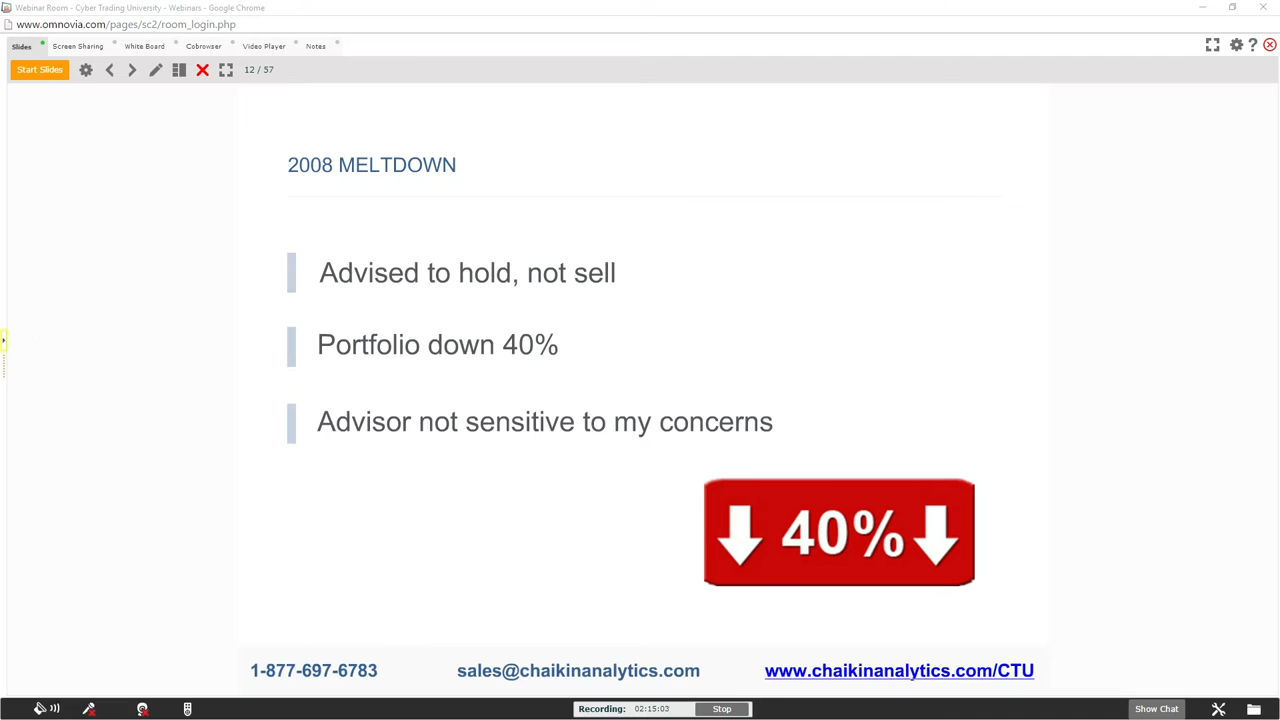 Webinar Room - Cyber Trading University - Webinars - Google Chrome
www.omnovia.com/pages/sc2/room_login.php
Slides Screen Sharing White Board Cobrowser Video Player Notes
Start Slides 12 / 57
2008 MELTDOWN
Advised to hold, not sell
Portfolio down 40%
Advisor not sensitive to my concerns
40%
1-877-697-6783 sales@chaikinanalytics.com www.chaikinanalytics.com/CTU
Recording: 02:15:03 Stop Show Chat